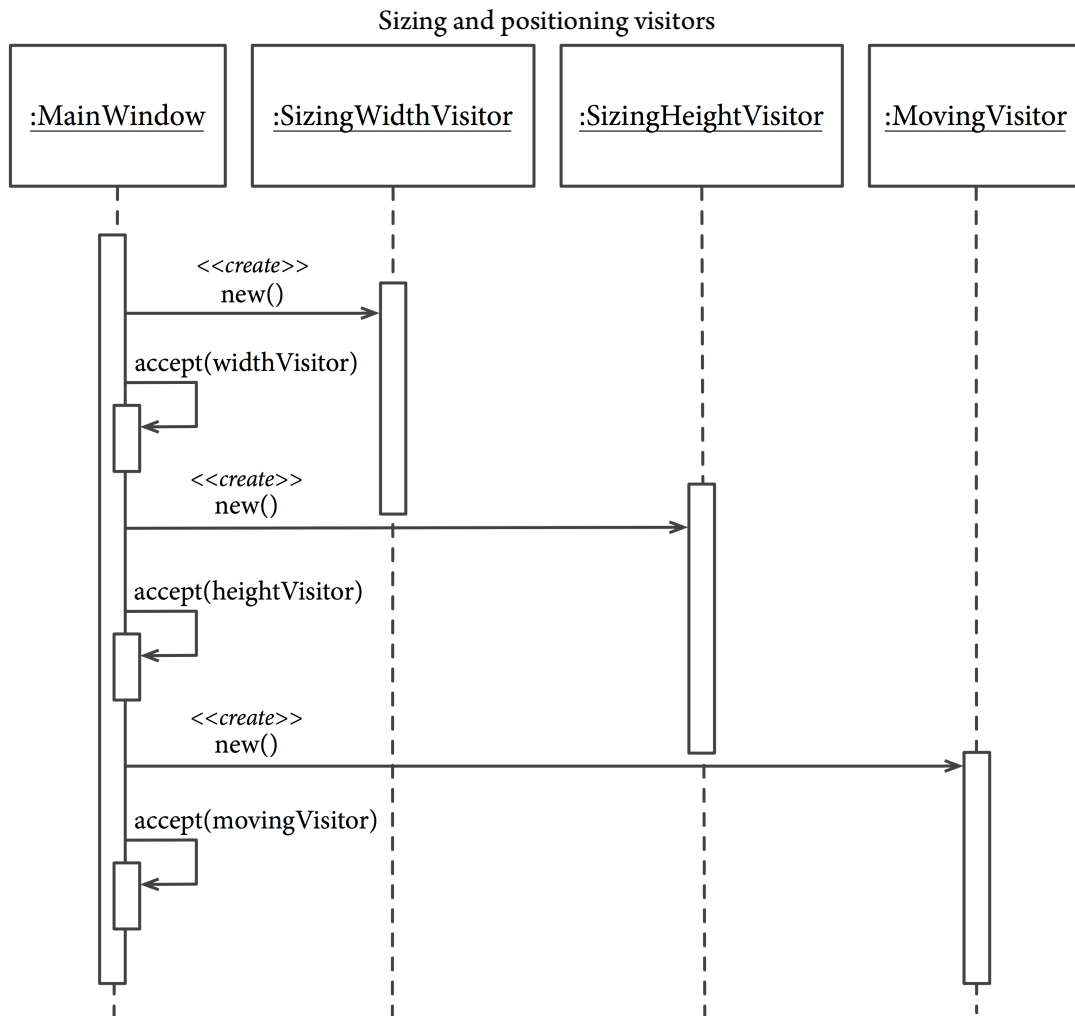 Sizing and positioning visitors
:MainWindow
:SizingWidthVisitor
:SizingHeightVisitor
:MovingVisitor
<<create>>
new()
accept(widthVisitor)
<<create>>
new()
accept(heightVisitor)
<<create>>
new()
accept(movingVisitor)